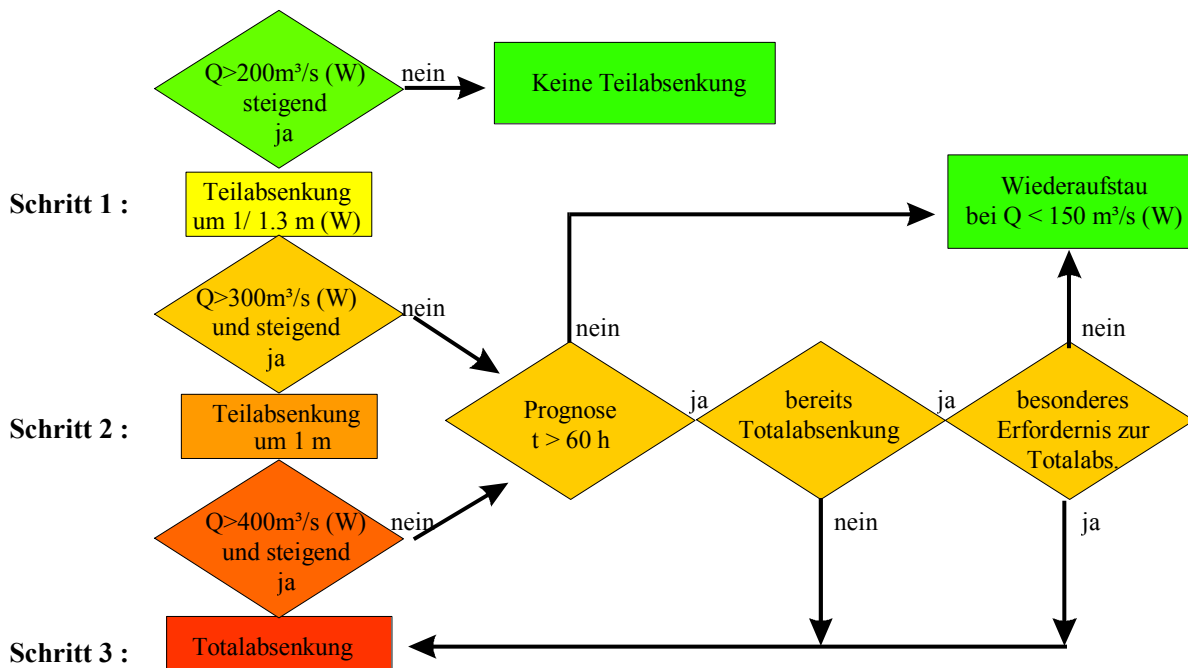 Q>200m³/s (W)
steigend
ja
nein
Keine Teilabsenkung
Schritt 1 :
Teilabsenkung
um 1/ 1.3 m (W)
Wiederaufstau
bei Q < 150 m³/s (W)
Q>300m³/s (W)
und steigend
ja
nein
nein
nein
Schritt 2 :
Teilabsenkung
um 1 m
Prognose
t > 60 h
ja
bereits
Totalabsenkung
ja
besonderes
Erfordernis zur
Totalabs.
Q>400m³/s (W)
und steigend
ja
nein
nein
ja
Schritt 3 :
Totalabsenkung